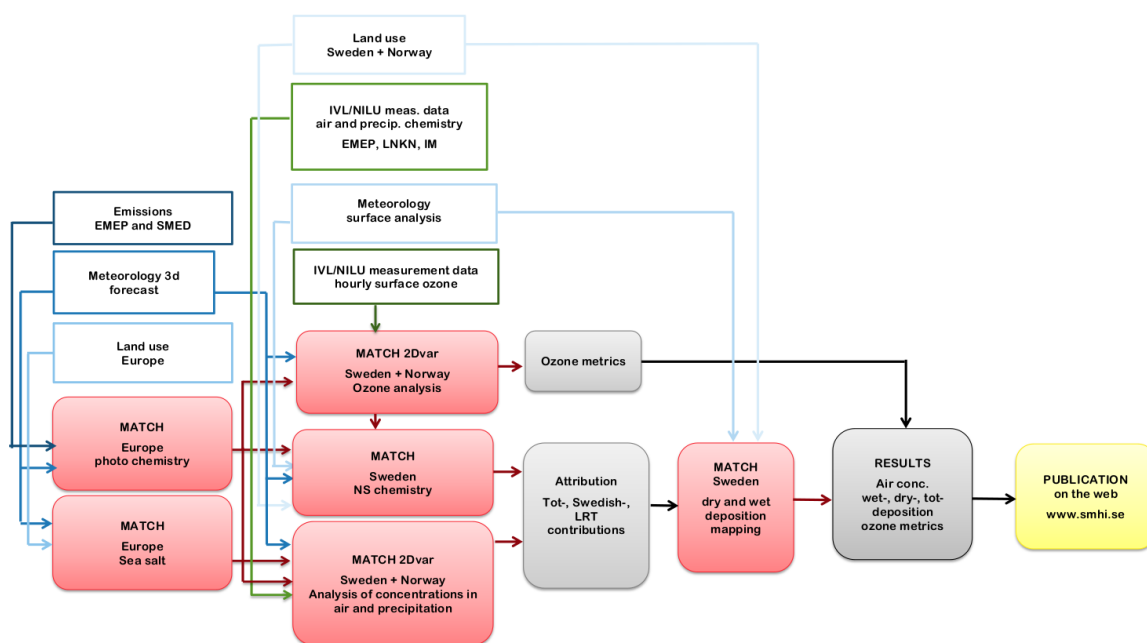 Land use
Sweden + Norway
IVL/NILU meas. data
air and precip. chemistry
EMEP, LNKN, IM
Emissions
EMEP and SMED
Meteorology
surface analysis
Meteorology 3d
forecast
IVL/NILU measurement data
hourly surface ozone
Land use
Europe
MATCH 2Dvar
Sweden + Norway
Ozone analysis
Ozone metrics
MATCH
Europe
photo chemistry
MATCH
Sweden
NS chemistry
Attribution
Tot-, Swedish-,
LRT
contributions
MATCH
Sweden
dry and wet
deposition
mapping
RESULTS
Air conc.
wet-, dry-, tot-
deposition
ozone metrics
PUBLICATION
on the web
www.smhi.se
MATCH
Europe
Sea salt
MATCH 2Dvar
Sweden + Norway
Analysis of concentrations in
air and precipitation